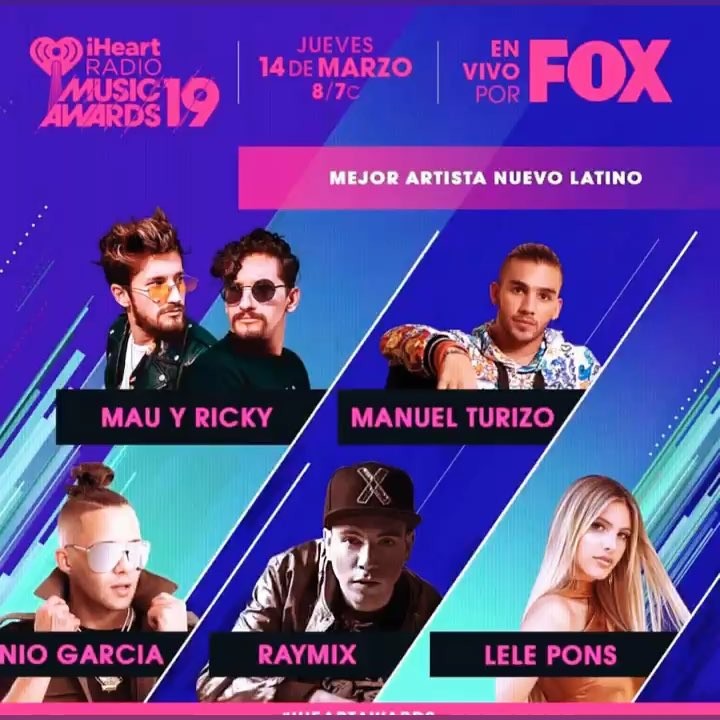 iHeart
RADIO
MUSIC
AWARDS 19
JUEVES
14 DE MARZO
8/7C
EN
VIVO
POR
FOX
MEJOR ARTISTA NUEVO LATINO
MAU Y RICKY
MANUEL TURIZO
NIO GARCIA
RAYMIX
LELE PONS